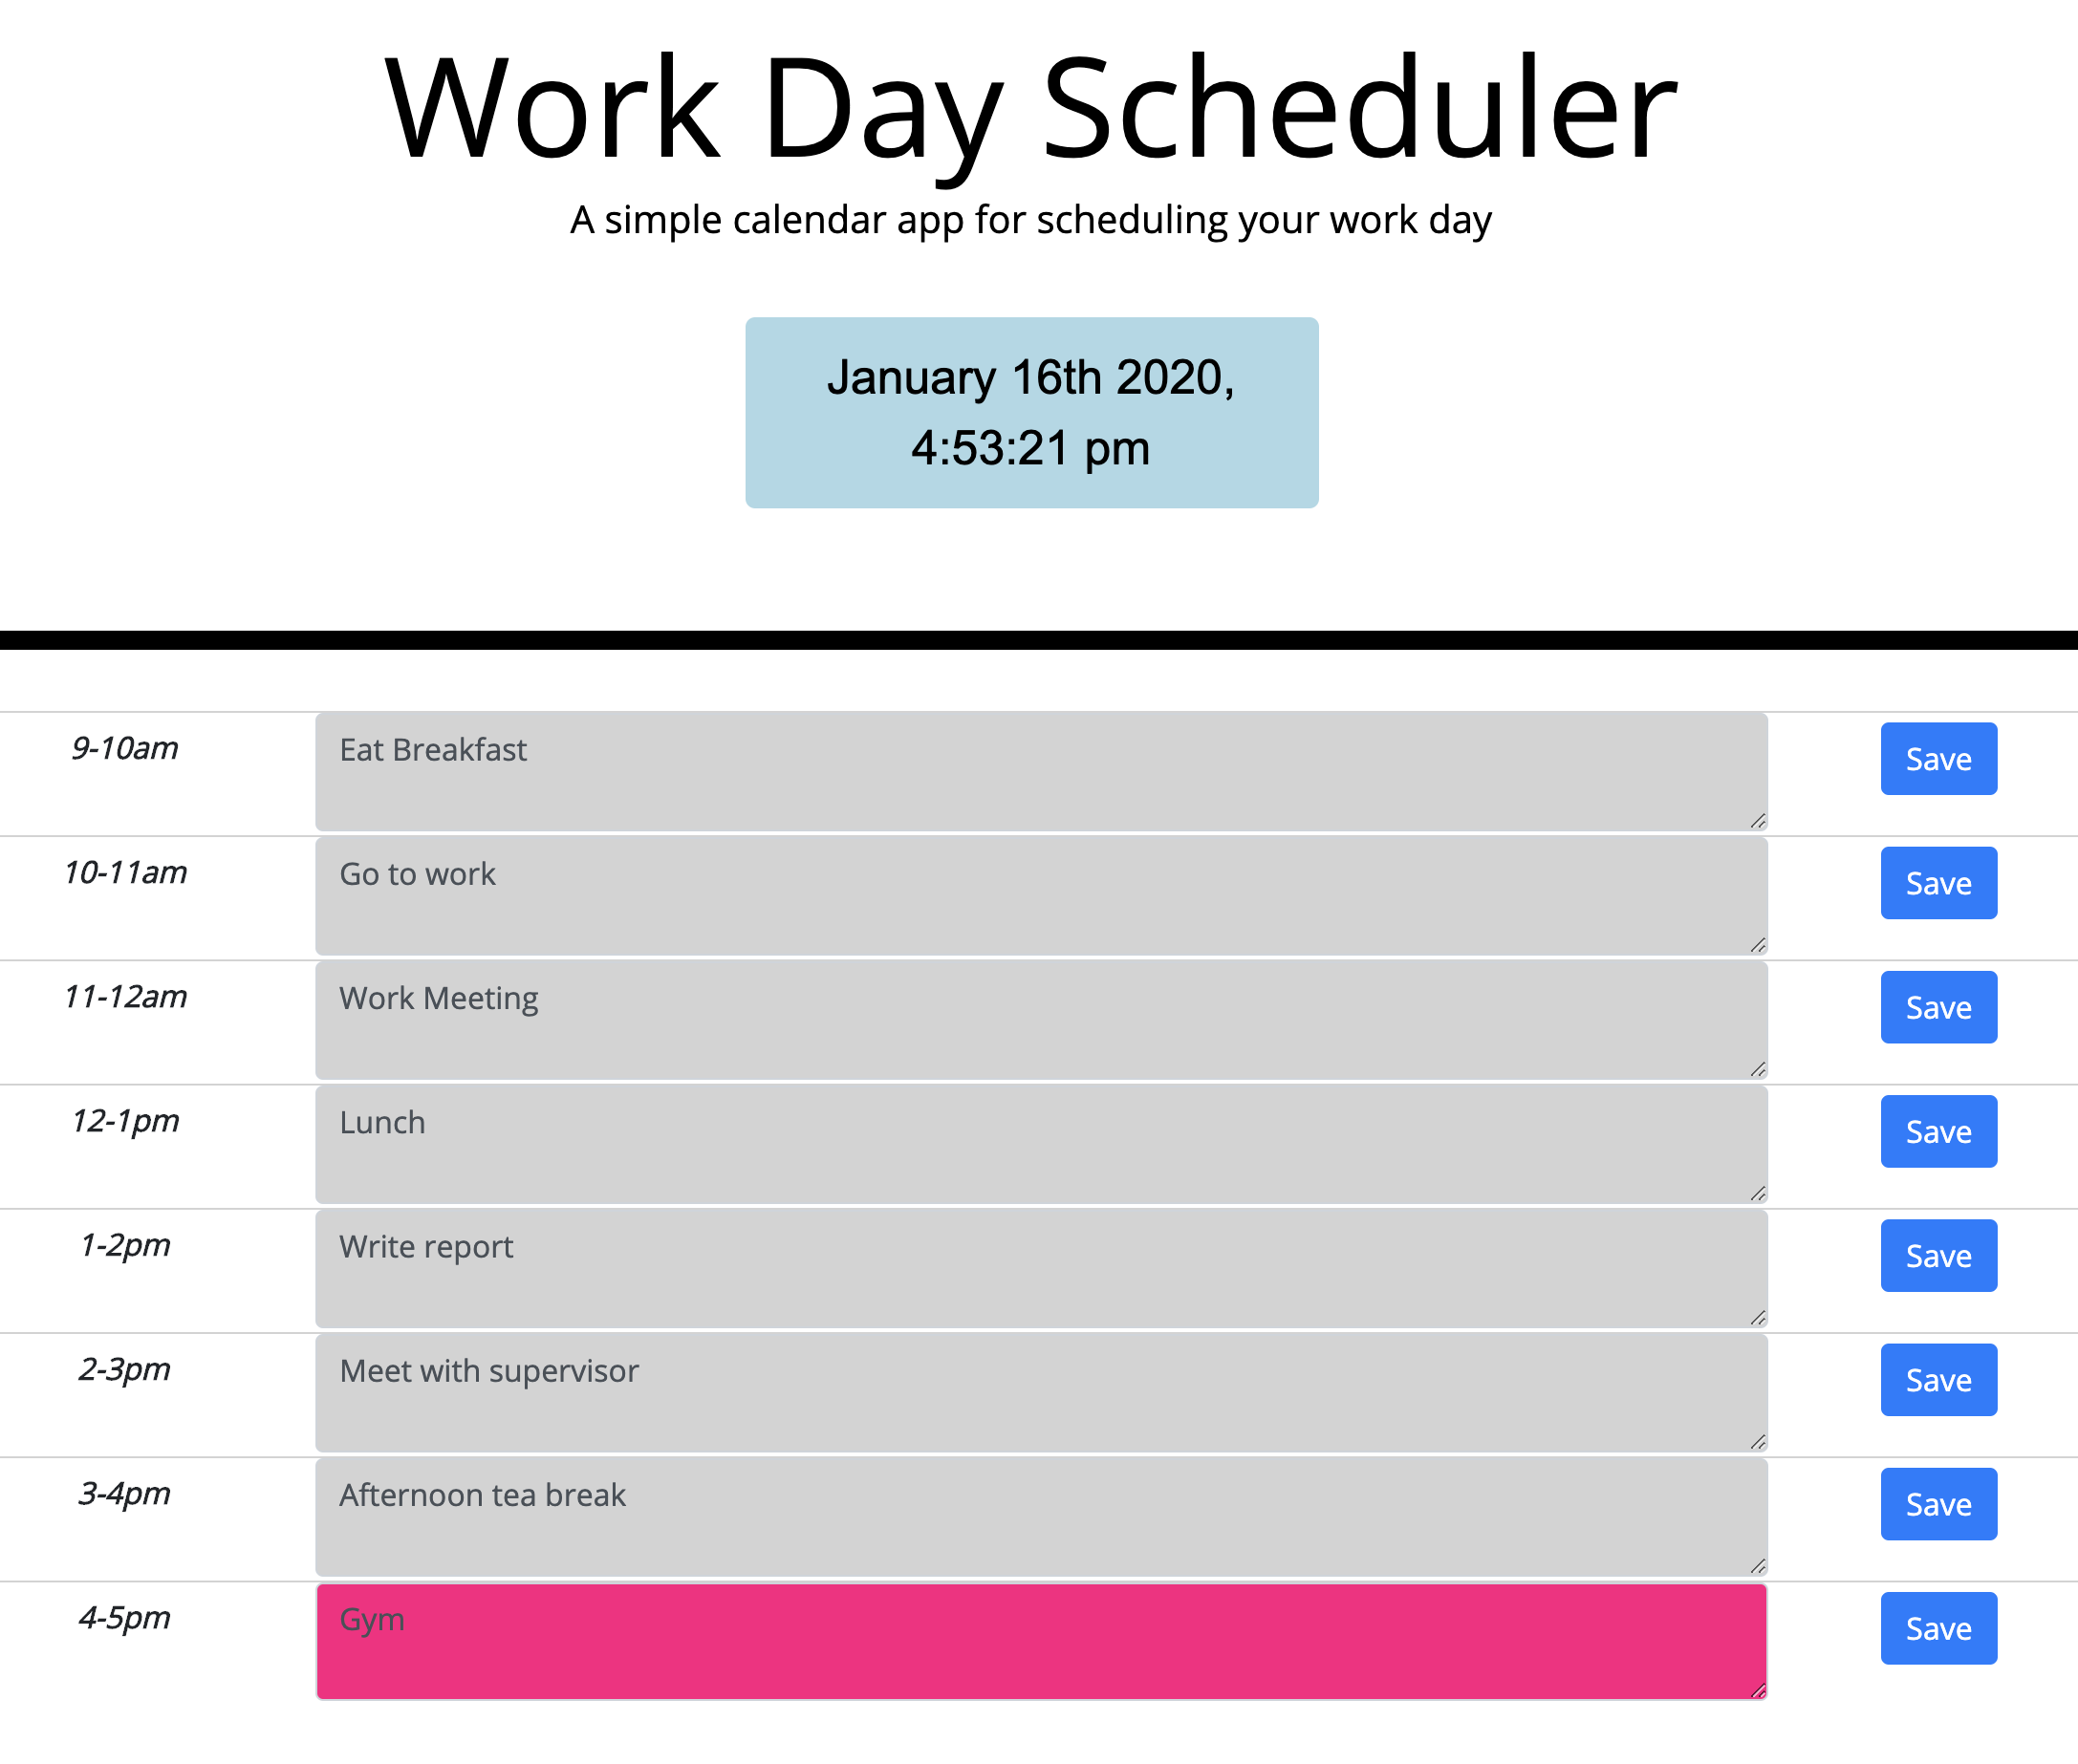 Work Day Scheduler
A simple calendar app for scheduling your work day
January 16th 2020,
4:53:21 pm
9-10am Eat Breakfast Save
10-11am Go to work Save
11-12am Work Meeting Save
12-1pm Lunch Save
1-2pm Write report Save
2-3pm Meet with supervisor Save
3-4pm Afternoon tea break Save
4-5pm Gym Save